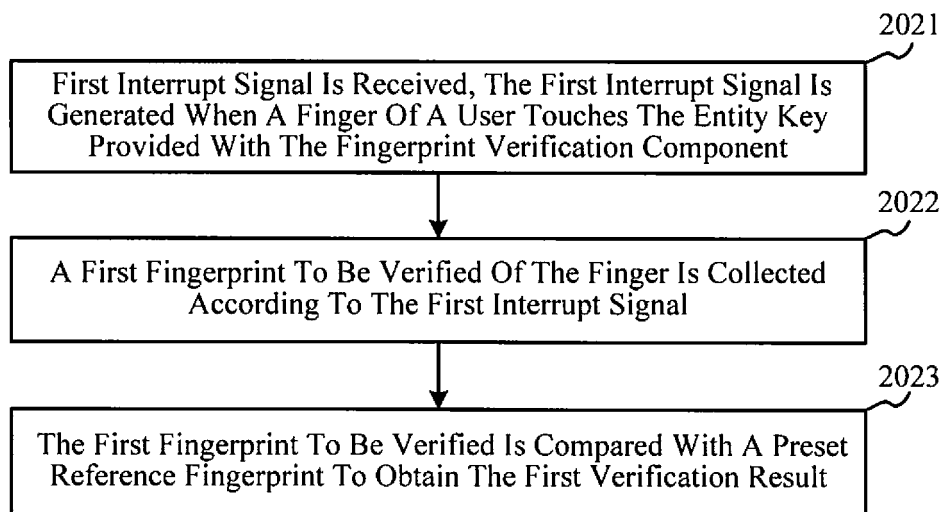 2021
First Interrupt Signal Is Received, The First Interrupt Signal Is
Generated When A Finger Of A User Touches The Entity Key
Provided With The Fingerprint Verification Component
2022
A First Fingerprint To Be Verified Of The Finger Is Collected
According To The First Interrupt Signal
2023
The First Fingerprint To Be Verified Is Compared With A Preset
Reference Fingerprint To Obtain The First Verification Result